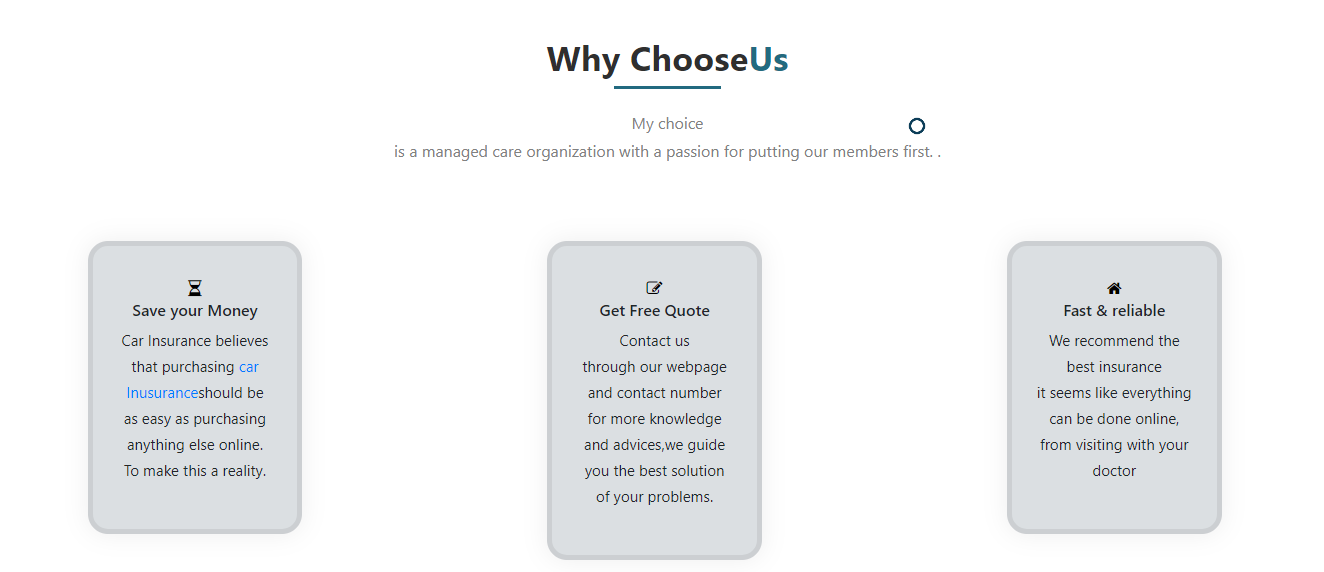 Why ChooseUs
My choice
is a managed care organization with a passion for putting our members first. .
Save your Money
Car Insurance believes
that purchasing car
Inusuranceshould be
as easy as purchasing
anything else online.
To make this a reality.
Get Free Quote
Contact us
through our webpage
and contact number
for more knowledge
and advices,we guide
you the best solution
of your problems.
Fast & reliable
We recommend the
best insurance
it seems like everything
can be done online,
from visiting with your
doctor